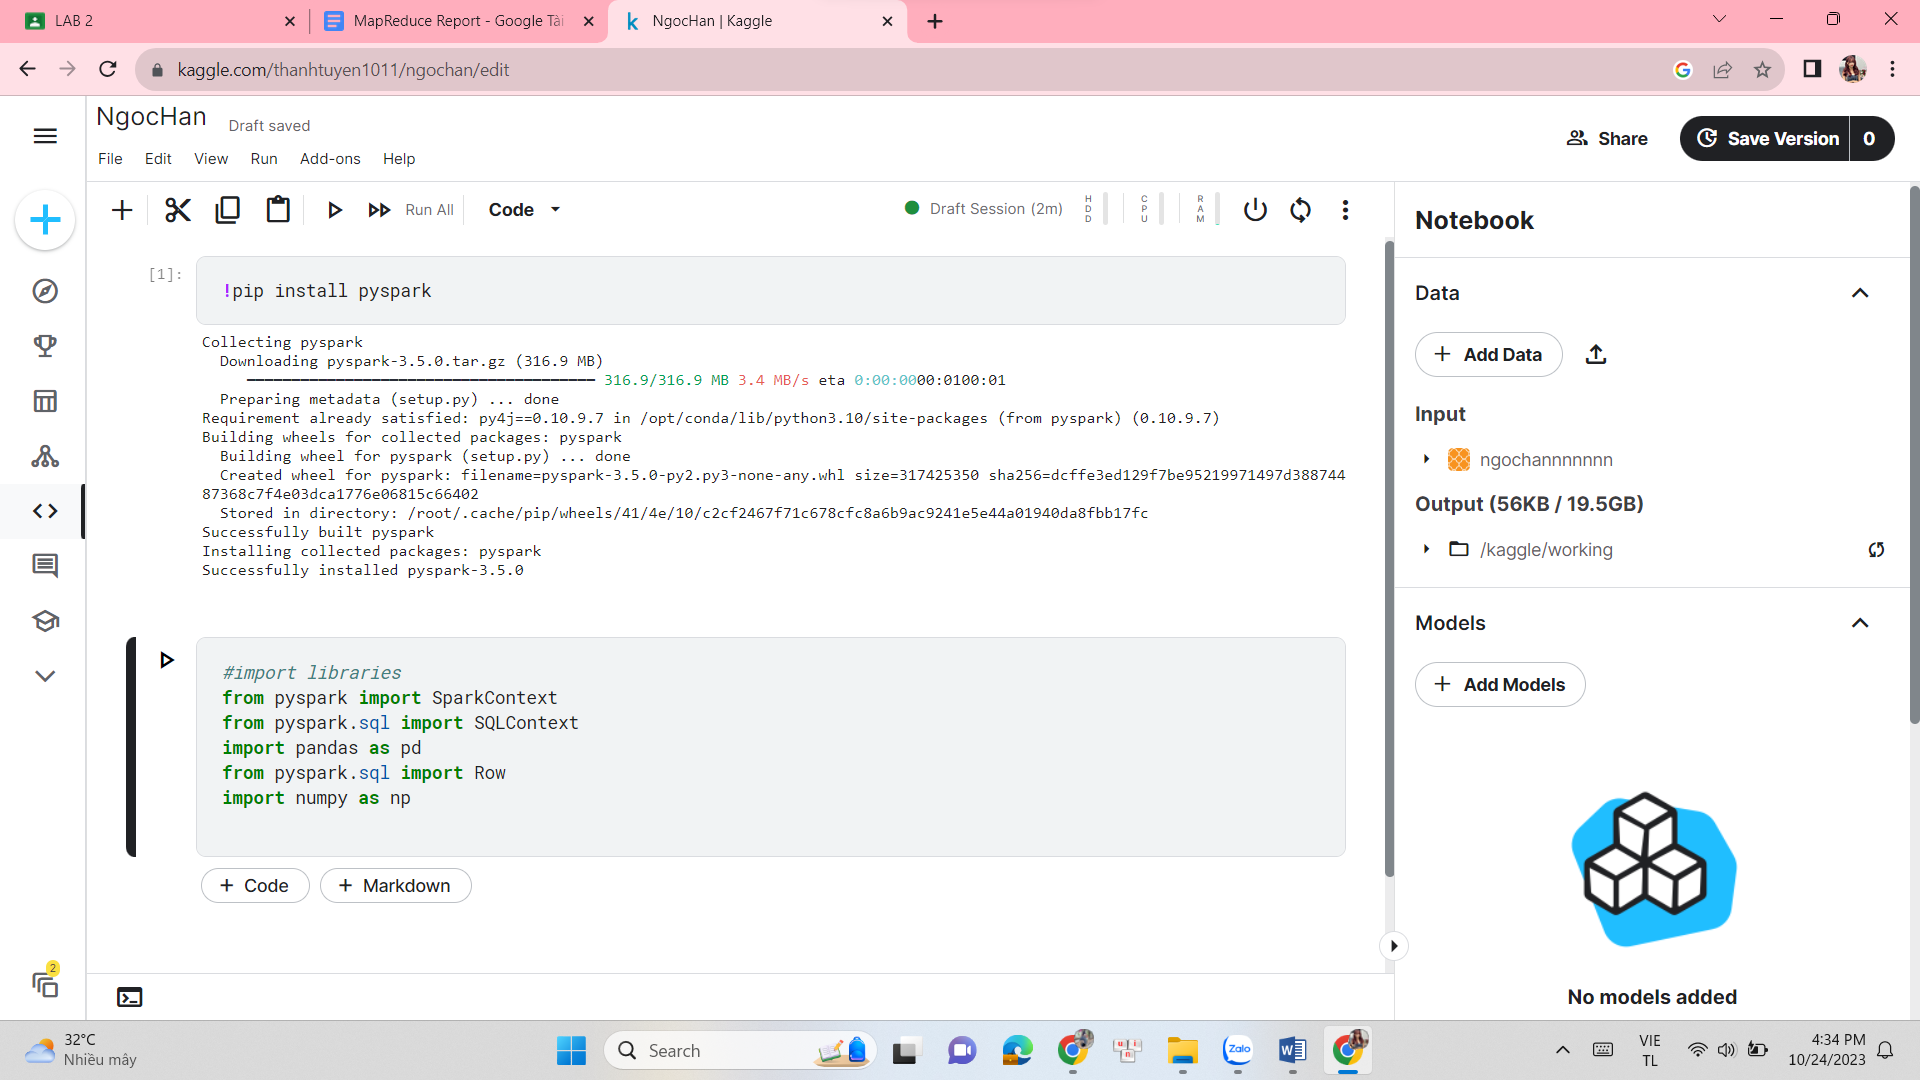 LAB 2
MapReduce Report - Google Tài
NgocHan | Kaggle
kaggle.com/thanhtuyen1011/ngochan/edit
NgocHan
Draft saved
File Edit View Run Add-ons Help
Share
Save Version 0
Run All
Code
Draft Session (2m)
HDD
CPU
RAM
[1]:
!pip install pyspark
Collecting pyspark
Downloading pyspark-3.5.0.tar.gz (316.9 MB)
316.9/316.9 MB 3.4 MB/s eta 0:00:0000:0100:01
Preparing metadata (setup.py) ... done
Requirement already satisfied: py4j==0.10.9.7 in /opt/conda/lib/python3.10/site-packages (from pyspark) (0.10.9.7)
Building wheels for collected packages: pyspark
Building wheel for pyspark (setup.py) ... done
Created wheel for pyspark: filename=pyspark-3.5.0-py2.py3-none-any.whl size=317425350 sha256=dcffe3ed129f7be95219971497d388744
87368c7f4e03dca1776e06815c66402
Stored in directory: /root/.cache/pip/wheels/41/4e/10/c2cf2467f71c678cfc8a6b9ac9241e5e44a01940da8fbb17fc
Successfully built pyspark
Installing collected packages: pyspark
Successfully installed pyspark-3.5.0
#import libraries
from pyspark import SparkContext
from pyspark.sql import SQLContext
import pandas as pd
from pyspark.sql import Row
import numpy as np
+ Code
+ Markdown
Notebook
Data
+ Add Data
Input
ngochannnnnnn
Output (56KB / 19.5GB)
/kaggle/working
Models
+ Add Models
No models added
2
32°C
Nhiều mây
Search
Zalo
VIE
TL
4:34 PM
10/24/2023